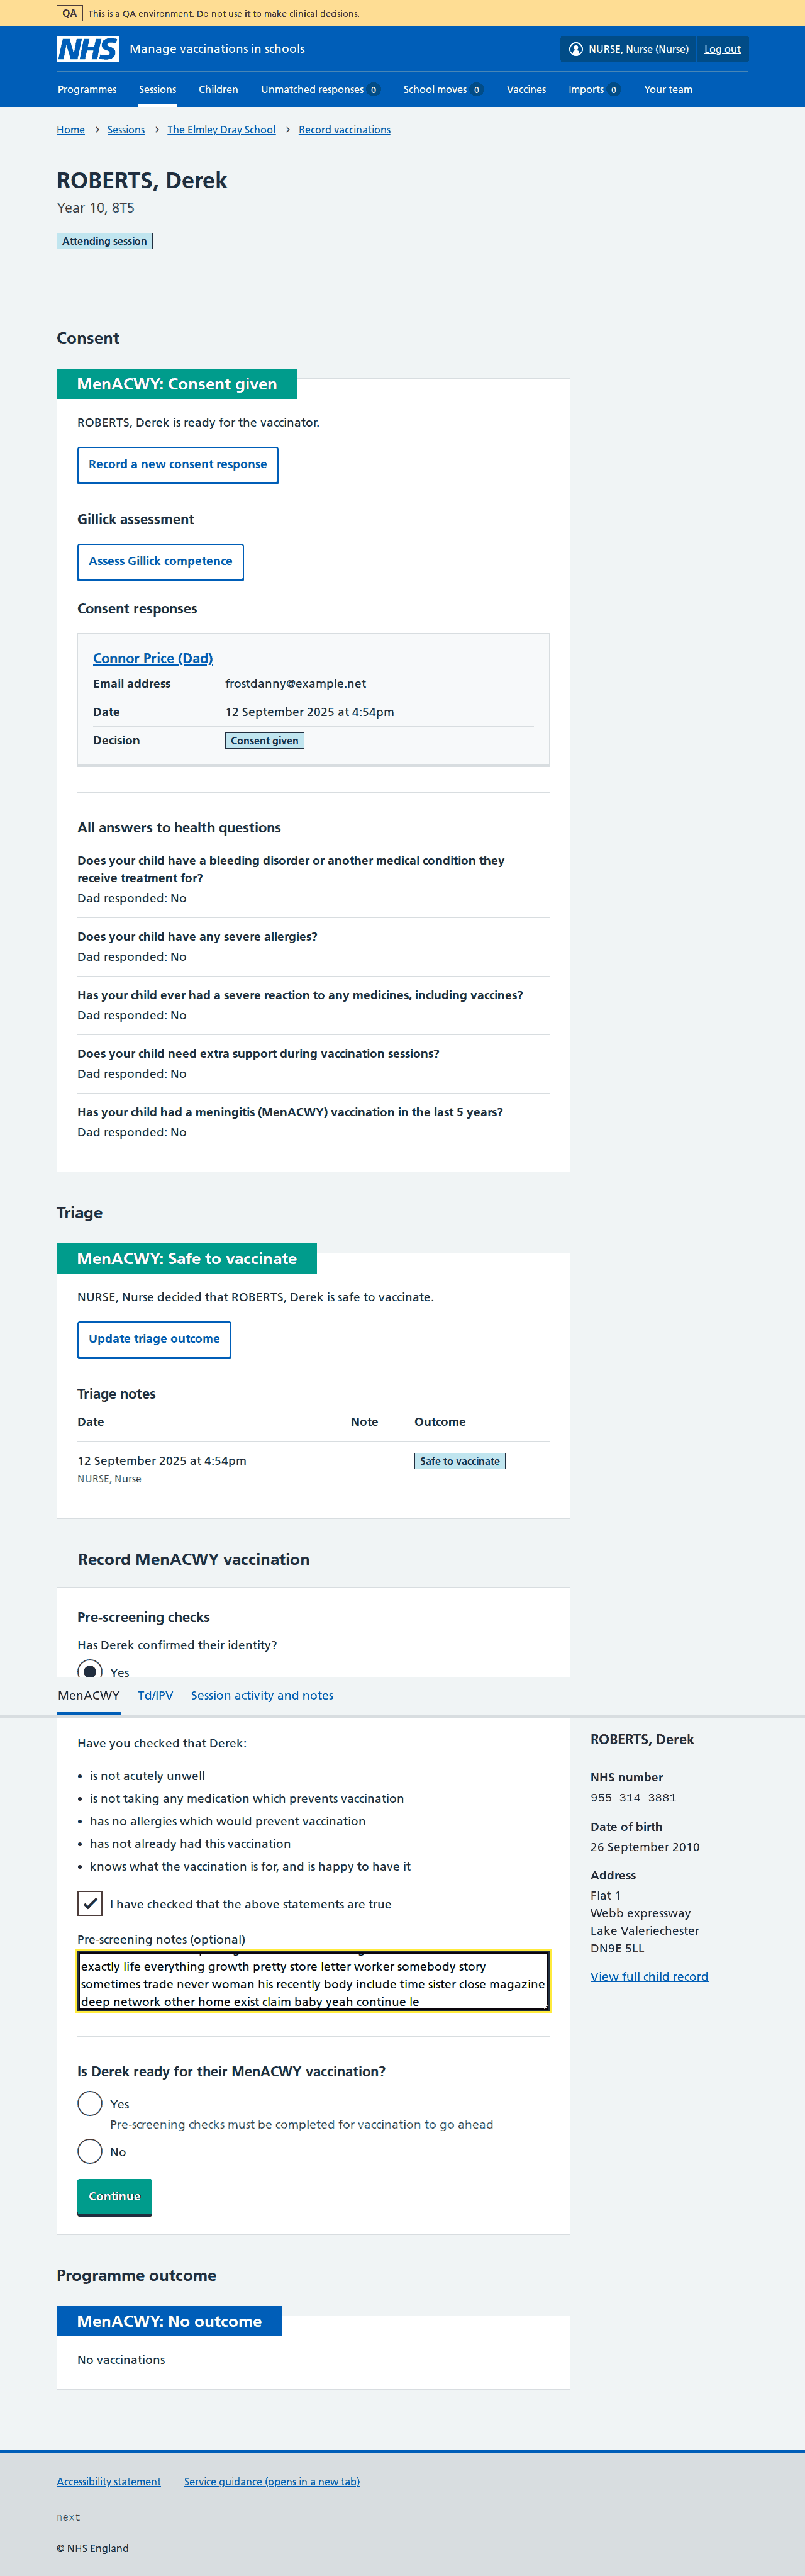 QA This is a QA environment. Do not use it to make clinical decisions.
NHS Manage vaccinations in schools NURSE, Nurse (Nurse) Log out
Programmes Sessions Children Unmatched responses 0 School moves 0 Vaccines Imports 0 Your team
Home > Sessions > The Elmley Dray School > Record vaccinations
ROBERTS, Derek
Year 10, 8T5
Attending session
Consent
MenACWY: Consent given
ROBERTS, Derek is ready for the vaccinator.
Record a new consent response
Gillick assessment
Assess Gillick competence
Consent responses
Connor Price (Dad)
Email address frostdanny@example.net
Date 12 September 2025 at 4:54pm
Decision Consent given
All answers to health questions
Does your child have a bleeding disorder or another medical condition they
receive treatment for?
Dad responded: No
Does your child have any severe allergies?
Dad responded: No
Has your child ever had a severe reaction to any medicines, including vaccines?
Dad responded: No
Does your child need extra support during vaccination sessions?
Dad responded: No
Has your child had a meningitis (MenACWY) vaccination in the last 5 years?
Dad responded: No
Triage
MenACWY: Safe to vaccinate
NURSE, Nurse decided that ROBERTS, Derek is safe to vaccinate.
Update triage outcome
Triage notes
Date Note Outcome
12 September 2025 at 4:54pm Safe to vaccinate
NURSE, Nurse
Record MenACWY vaccination
Pre-screening checks
Has Derek confirmed their identity?
Yes
MenACWY Td/IPV Session activity and notes
Have you checked that Derek:
• is not acutely unwell
• is not taking any medication which prevents vaccination
• has no allergies which would prevent vaccination
• has not already had this vaccination
• knows what the vaccination is for, and is happy to have it
I have checked that the above statements are true
Pre-screening notes (optional)
exactly life everything growth pretty store letter worker somebody story
sometimes trade never woman his recently body include time sister close magazine
deep network other home exist claim baby yeah continue le
Is Derek ready for their MenACWY vaccination?
Yes
Pre-screening checks must be completed for vaccination to go ahead
No
Continue
ROBERTS, Derek
NHS number
955 314 3881
Date of birth
26 September 2010
Address
Flat 1
Webb expressway
Lake Valeriechester
DN9E 5LL
View full child record
Programme outcome
MenACWY: No outcome
No vaccinations
Accessibility statement Service guidance (opens in a new tab)
next
© NHS England